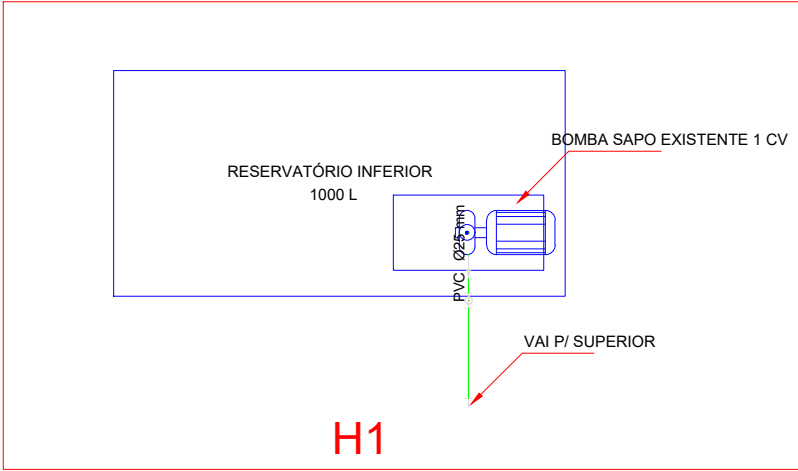 BOMBA SAPO EXISTENTE 1 CV
RESERVATÓRIO INFERIOR
1000 L
PVC Ø25 mm
VAI P/ SUPERIOR
H1